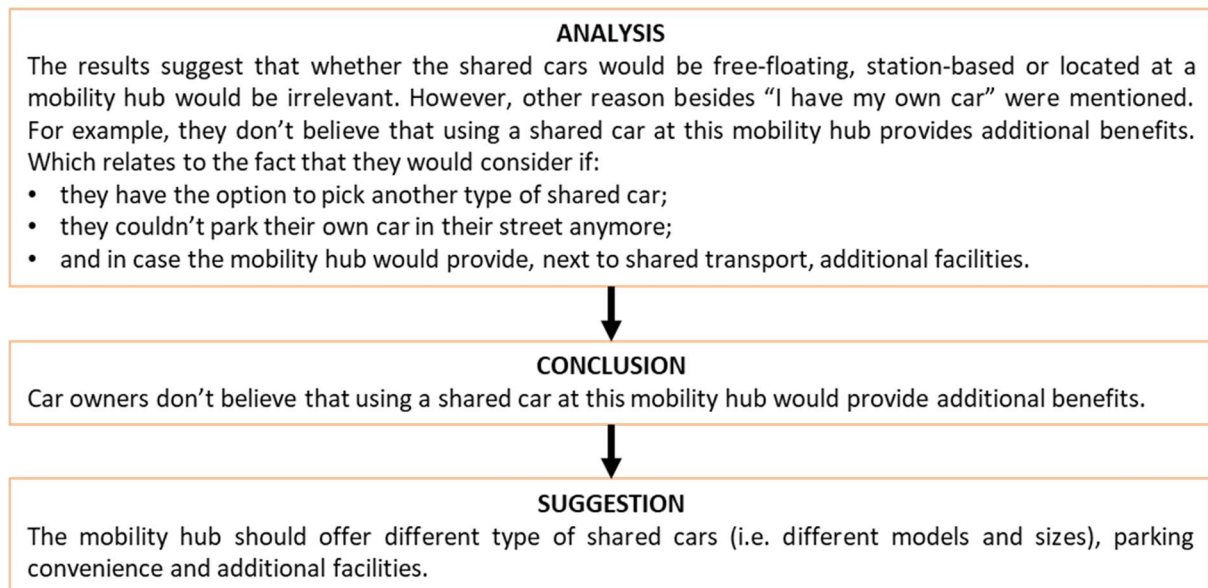 ANALYSIS
The results suggest that whether the shared cars would be free-floating, station-based or located at a
mobility hub would be irrelevant. However, other reason besides “I have my own car” were mentioned.
For example, they don’t believe that using a shared car at this mobility hub provides additional benefits.
Which relates to the fact that they would consider if:
• they have the option to pick another type of shared car;
• they couldn’t park their own car in their street anymore;
• and in case the mobility hub would provide, next to shared transport, additional facilities.
CONCLUSION
Car owners don’t believe that using a shared car at this mobility hub would provide additional benefits.
SUGGESTION
The mobility hub should offer different type of shared cars (i.e. different models and sizes), parking
convenience and additional facilities.